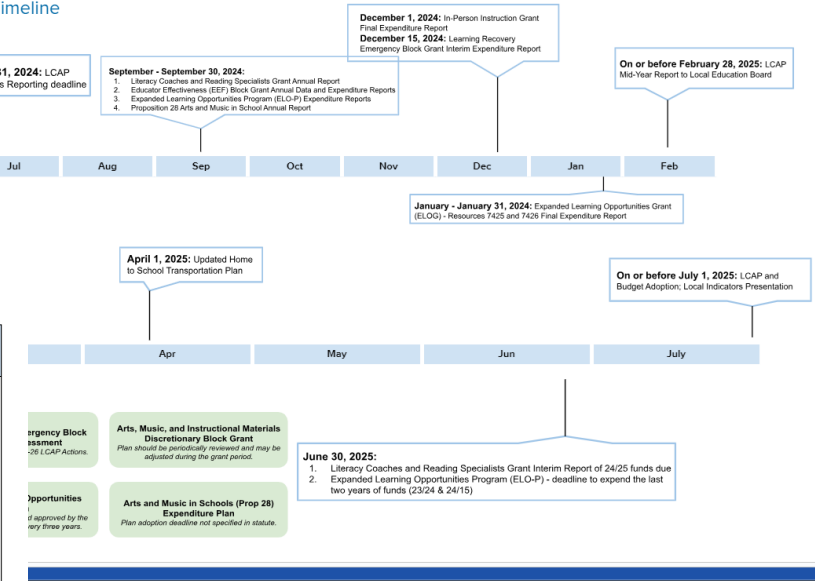 imeline
December 1, 2024: In-Person Instruction Grant
Final Expenditure Report
December 15, 2024: Learning Recovery
Emergency Block Grant Interim Expenditure Report
31, 2024: LCAP
s Reporting deadline
September - September 30, 2024:
1. Literacy Coaches and Reading Specialists Grant Annual Report
2. Educator Effectiveness (EEF) Block Grant Annual Data and Expenditure Reports
3. Expanded Learning Opportunities Program (ELO-P) Expenditure Reports
4. Proposition 28 Arts and Music in School Annual Report
On or before February 28, 2025: LCAP
Mid-Year Report to Local Education Board
Jul Aug Sep Oct Nov Dec Jan Feb
January - January 31, 2024: Expanded Learning Opportunities Grant
(ELOG) - Resources 7425 and 7426 Final Expenditure Report
April 1, 2025: Updated Home
to School Transportation Plan
On or before July 1, 2025: LCAP and
Budget Adoption; Local Indicators Presentation
Apr May Jun July
ergency Block
essment
-26 LCAP Actions.
Arts, Music, and Instructional Materials
Discretionary Block Grant
Plan should be periodically reviewed and may be
adjusted during the grant period.
June 30, 2025:
1. Literacy Coaches and Reading Specialists Grant Interim Report of 24/25 funds due
2. Expanded Learning Opportunities Program (ELO-P) - deadline to expend the last
two years of funds (23/24 & 24/15)
Opportunities
d approved by the
very three years.
Arts and Music in Schools (Prop 28)
Expenditure Plan
Plan adoption deadline not specified in statute.